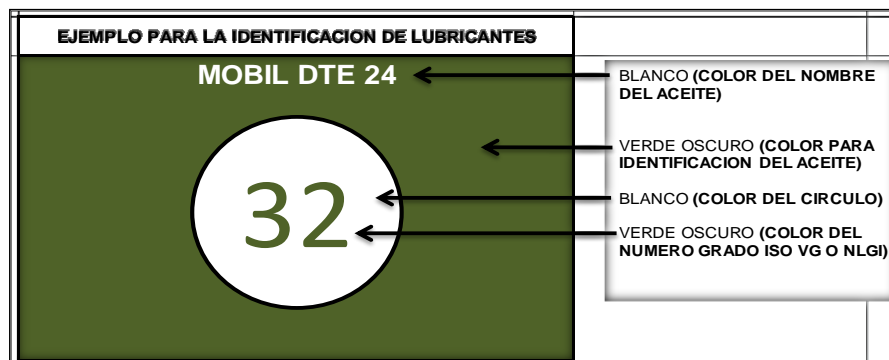 EJEMPLO PARA LA IDENTIFICACION DE LUBRICANTES
MOBIL DTE 24
32
BLANCO (COLOR DEL NOMBRE
DEL ACEITE)
VERDE OSCURO (COLOR PARA
IDENTIFICACION DEL ACEITE)
BLANCO (COLOR DEL CIRCULO)
VERDE OSCURO (COLOR DEL
NUMERO GRADO ISO VG O NLGI)